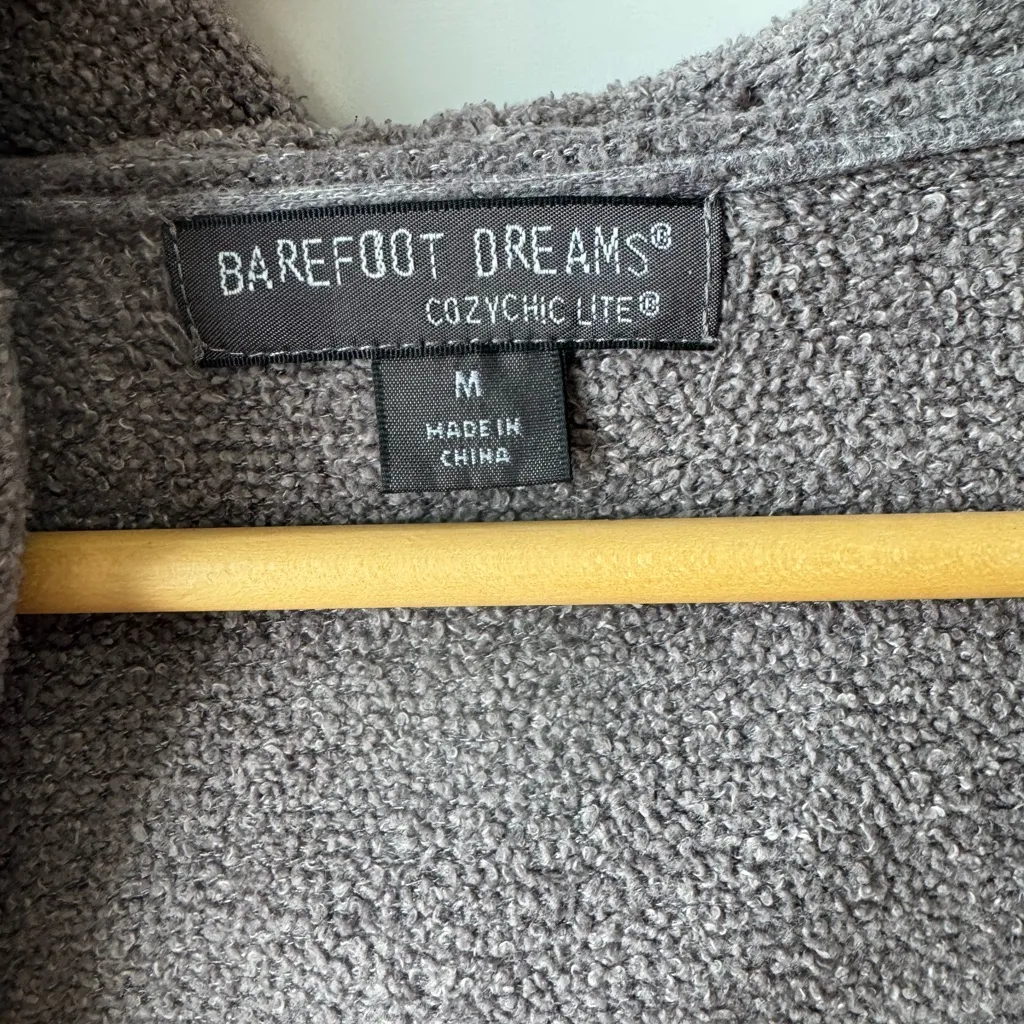 BAREFOOT DREAMS®
COZYCHIC LITE®
M
MADE IN
CHINA